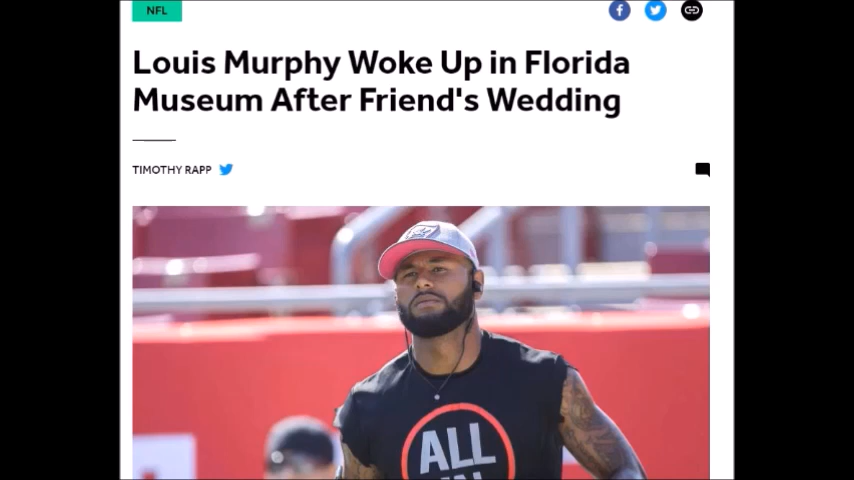 NFL
Louis Murphy Woke Up in Florida
Museum After Friend's Wedding
TIMOTHY RAPP
ALL